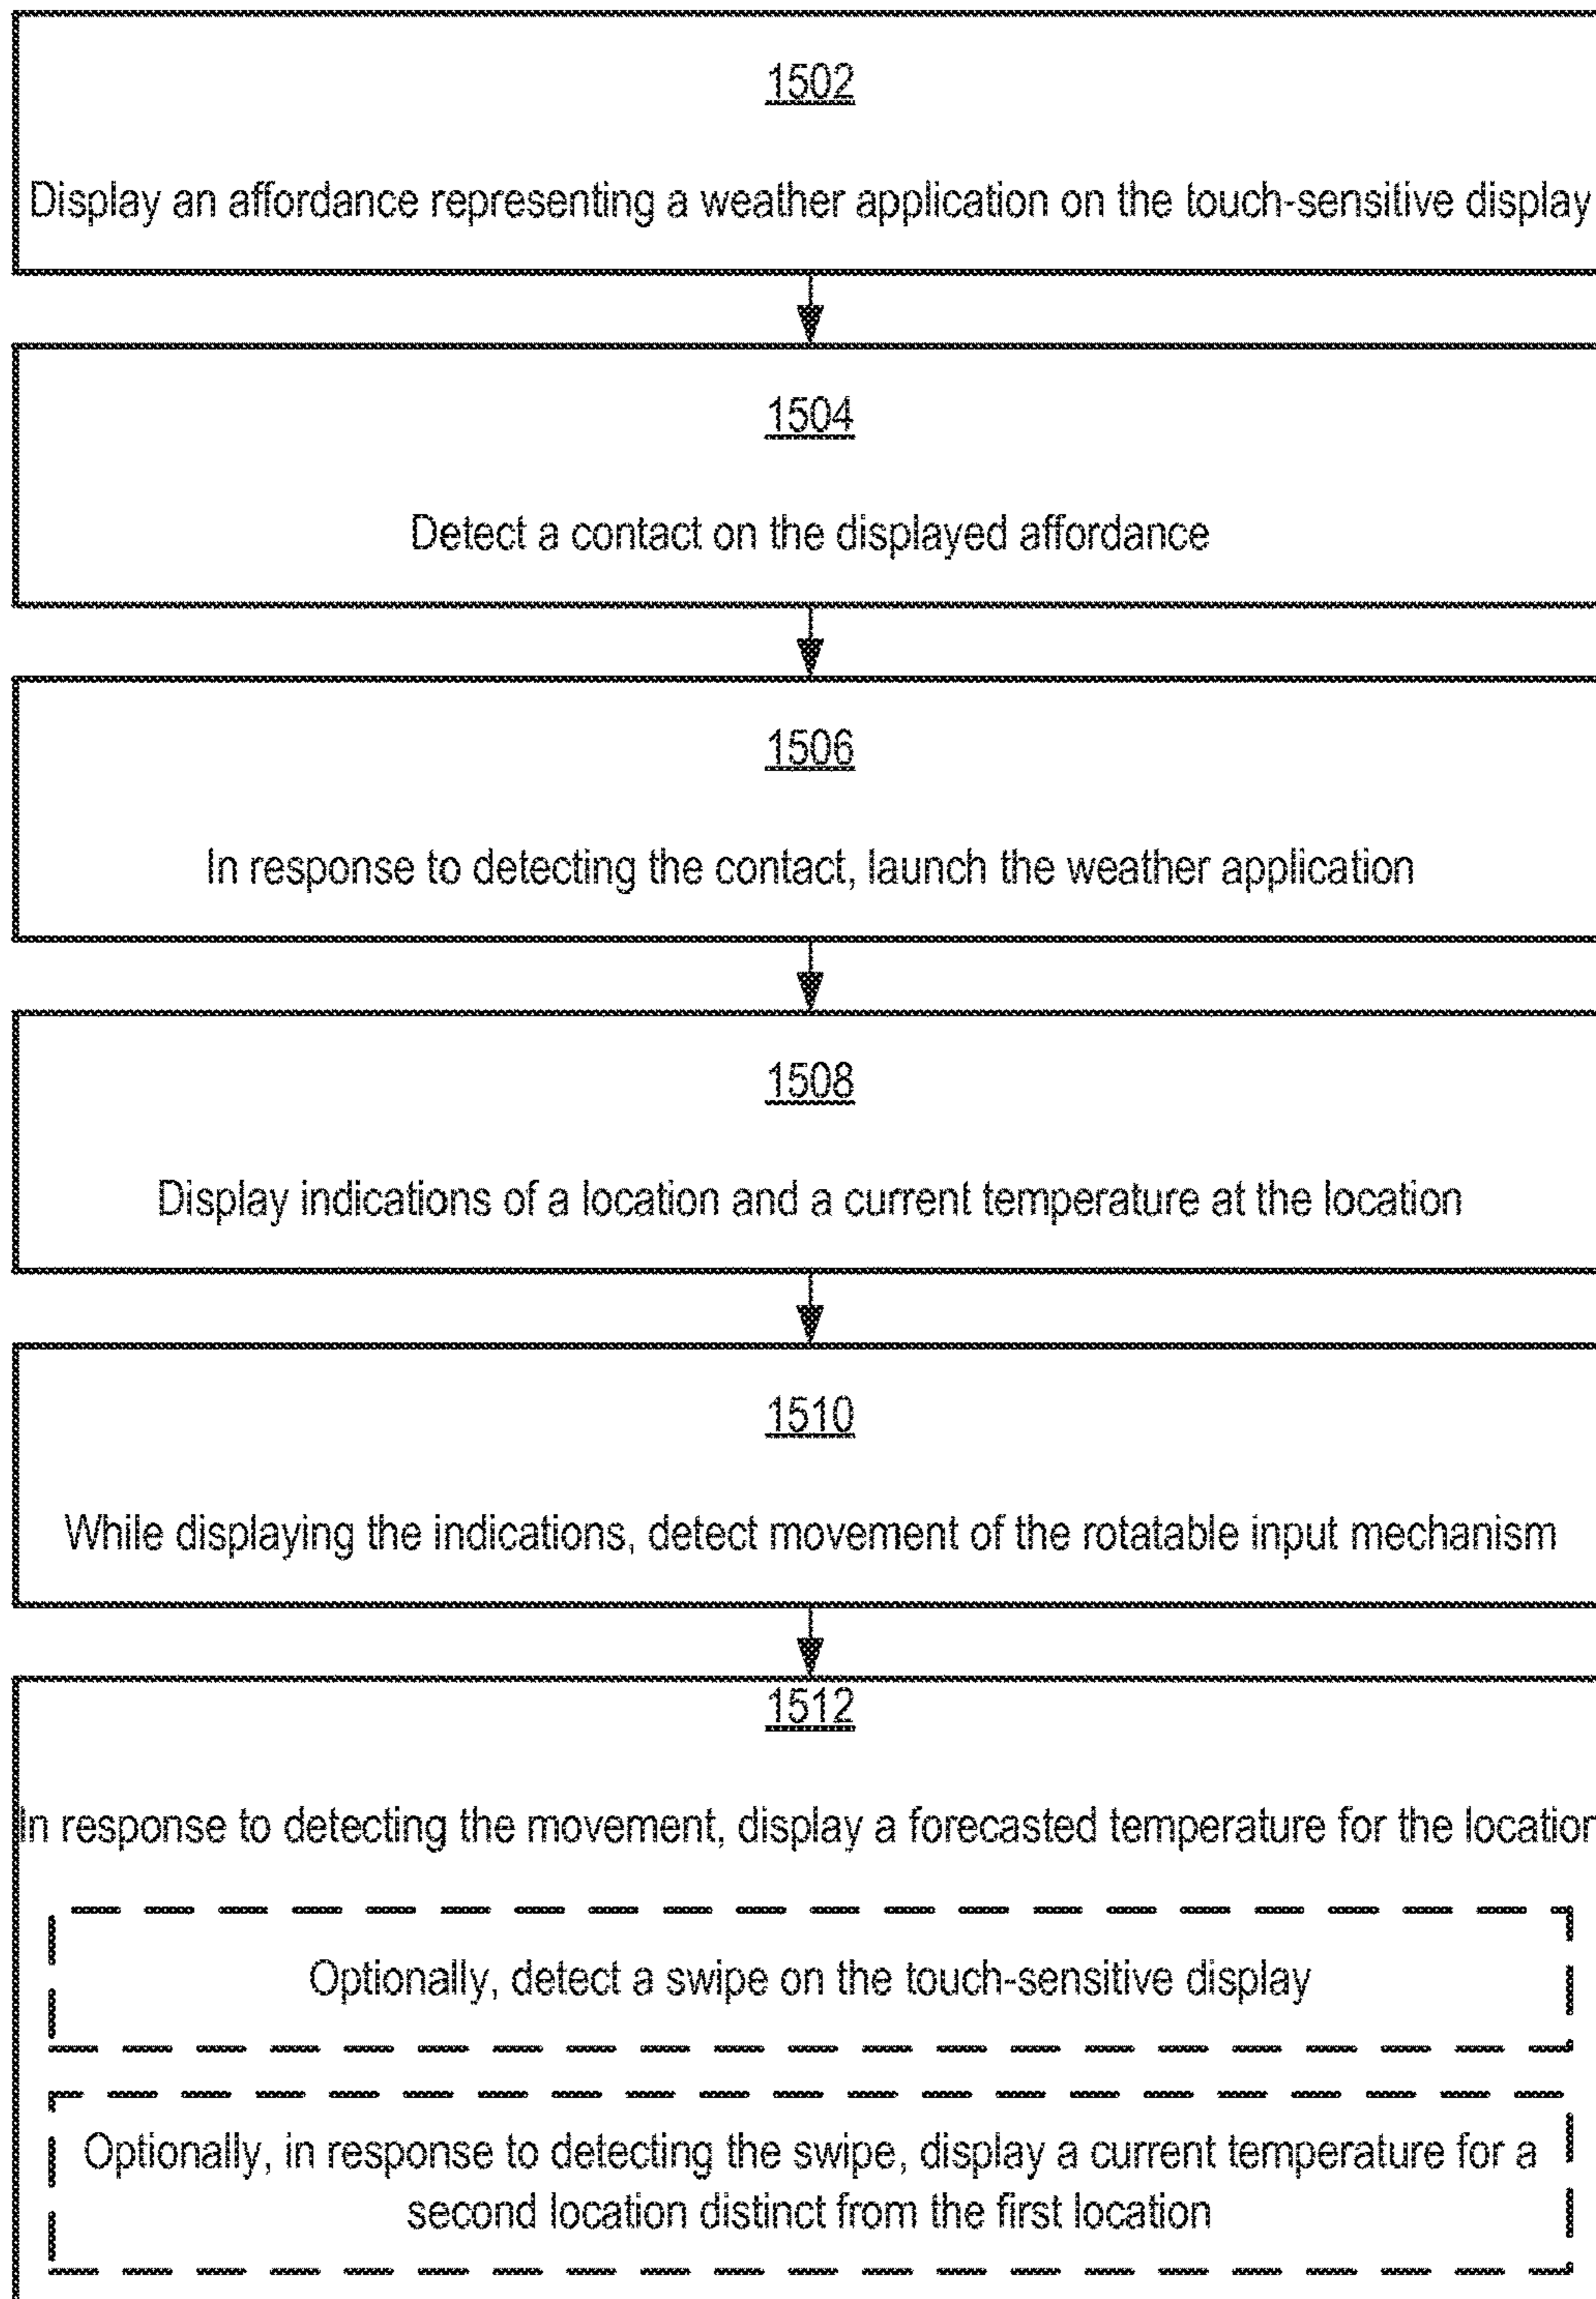 1502
Display an affordance representing a weather application on the touch-sensitive display
1504
Detect a contact on the displayed affordance
1506
In response to detecting the contact, launch the weather application
1508
Display indications of a location and a current temperature at the location
1510
While displaying the indications, detect movement of the rotatable input mechanism
1512
In response to detecting the movement, display a forecasted temperature for the location
Optionally, detect a swipe on the touch-sensitive display
Optionally, in response to detecting the swipe, display a current temperature for a
second location distinct from the first location